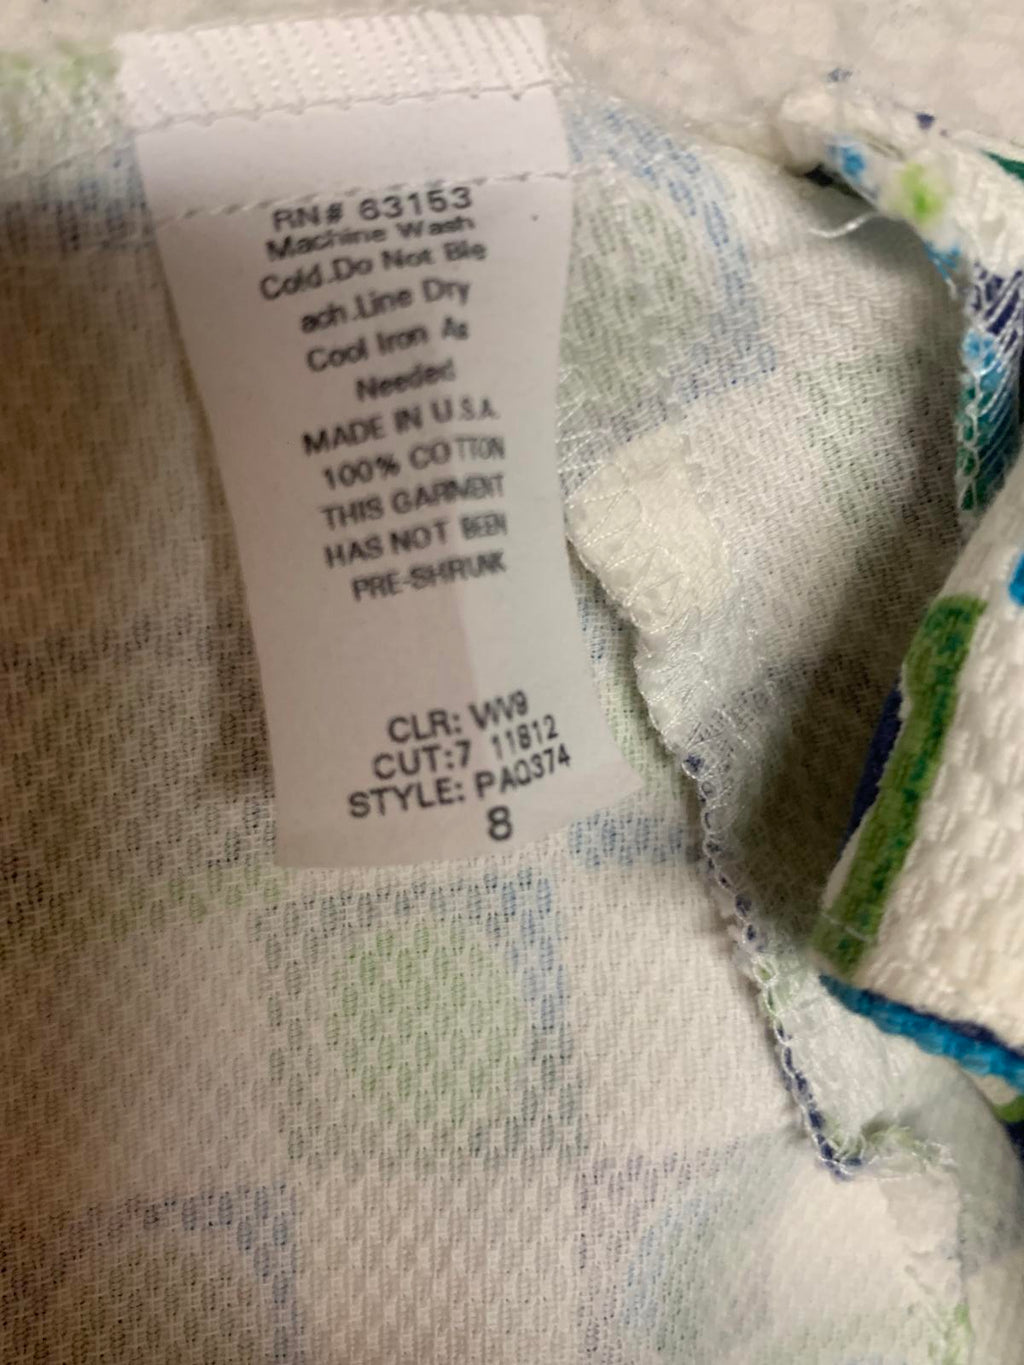 RN# 63153
Machine Wash
Cold.Do Not Ble
ach.Line Dry
Cool Iron As
Needed
MADE IN U.S.A.
100% COTTON
THIS GARMENT
HAS NOT BEEN
PRE-SHRUNK
CLR: VV9
CUT:7 11812
STYLE: PA0374
8